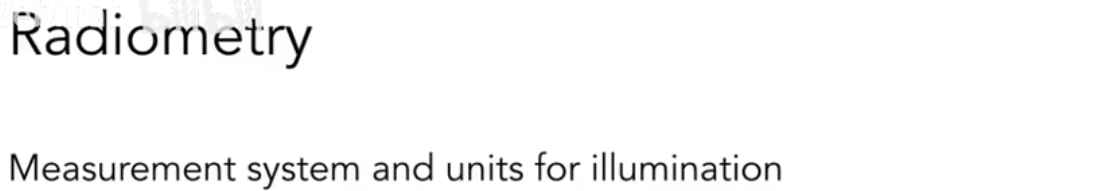 Radiometry
Measurement system and units for illumination